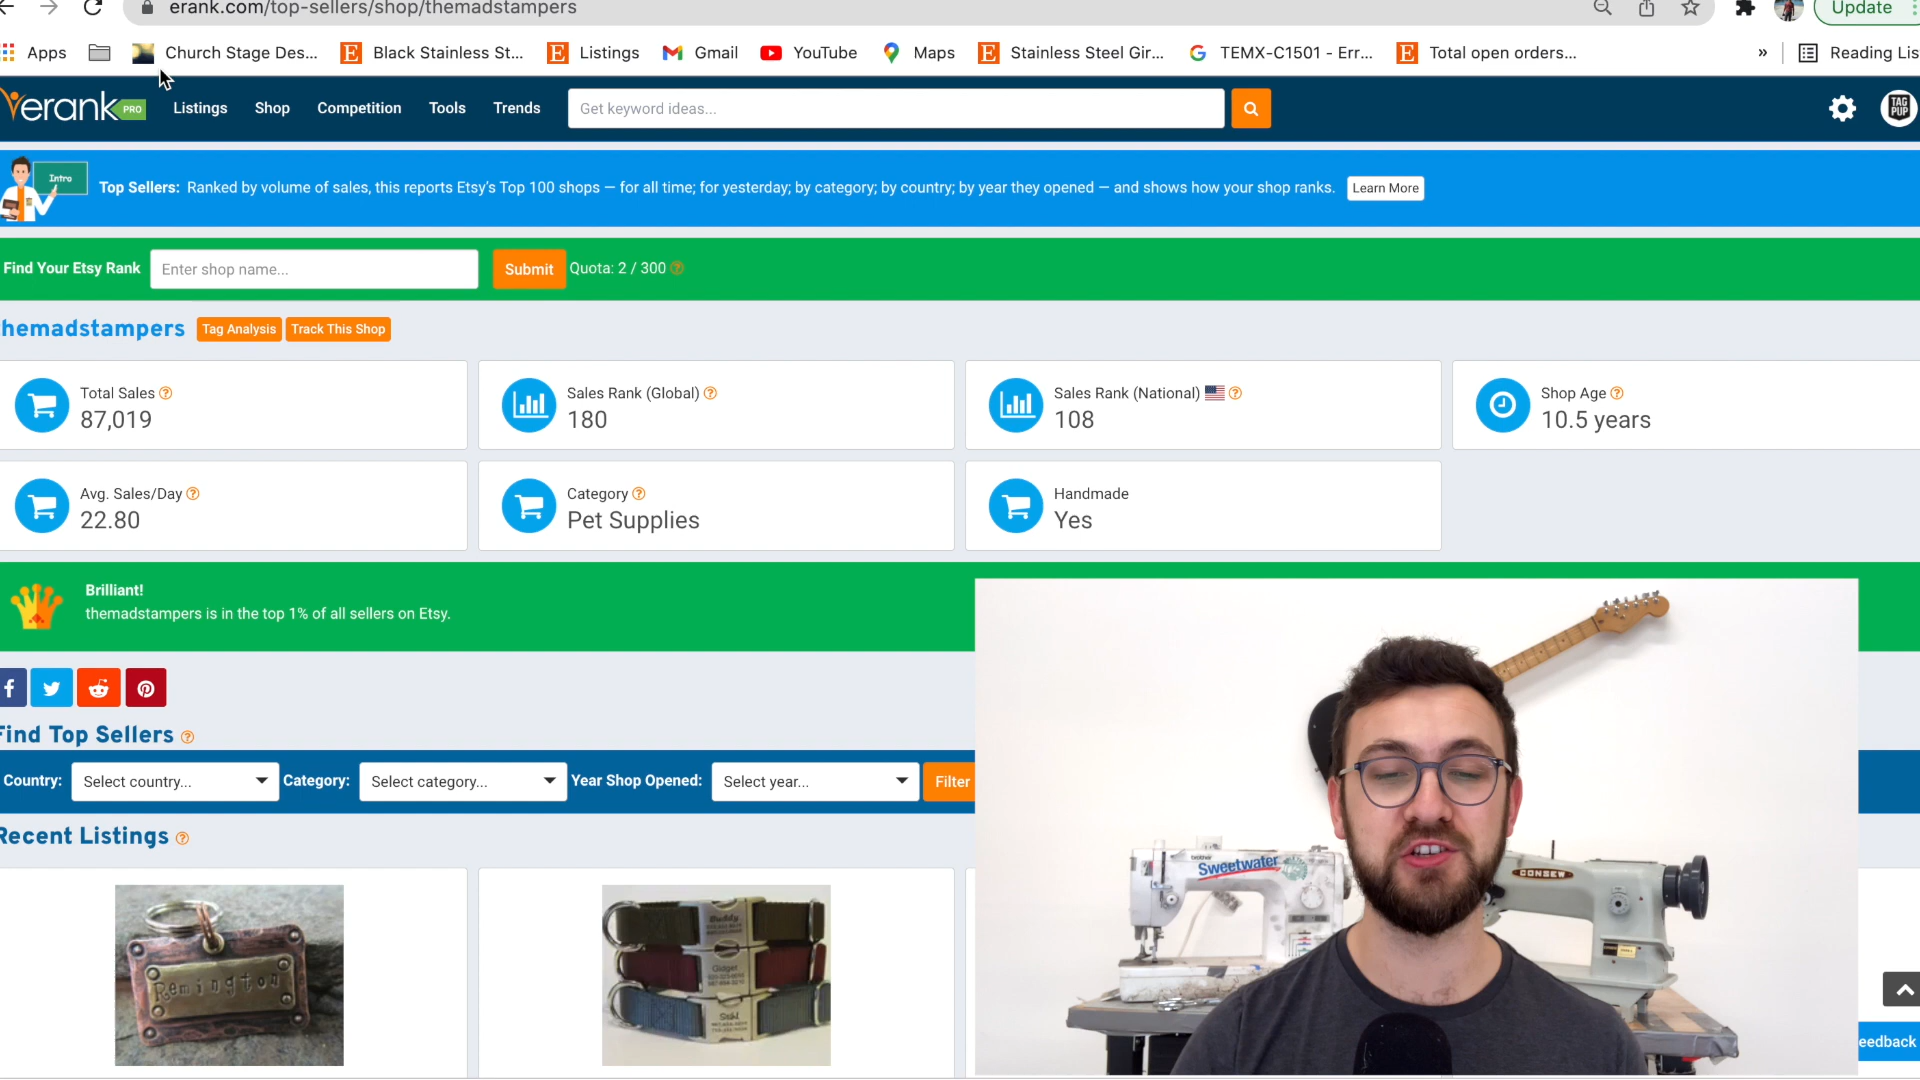 erank.com/top-sellers/shop/themadstampers
Update
Apps
Church Stage Des...
Black Stainless St...
Listings
Gmail
YouTube
Maps
Stainless Steel Gir...
TEMX-C1501 - Err...
Total open orders...
»
Reading Lis
erank PRO
Listings
Shop
Competition
Tools
Trends
Get keyword ideas...
TAG PUP
Intro
Top Sellers: Ranked by volume of sales, this reports Etsy's Top 100 shops — for all time; for yesterday; by category; by country; by year they opened — and shows how your shop ranks.
Learn More
Find Your Etsy Rank
Enter shop name...
Submit
Quota: 2 / 300
hemadstampers
Tag Analysis
Track This Shop
Total Sales
87,019
Sales Rank (Global)
180
Sales Rank (National)
108
Shop Age
10.5 years
Avg. Sales/Day
22.80
Category
Pet Supplies
Handmade
Yes
Brilliant!
themadstampers is in the top 1% of all sellers on Etsy.
Find Top Sellers
Country:
Select country...
Category:
Select category...
Year Shop Opened:
Select year...
Filter
Recent Listings
Remington
Buddy
Gidget
brother
Sweetwater
CONSEW
eedback